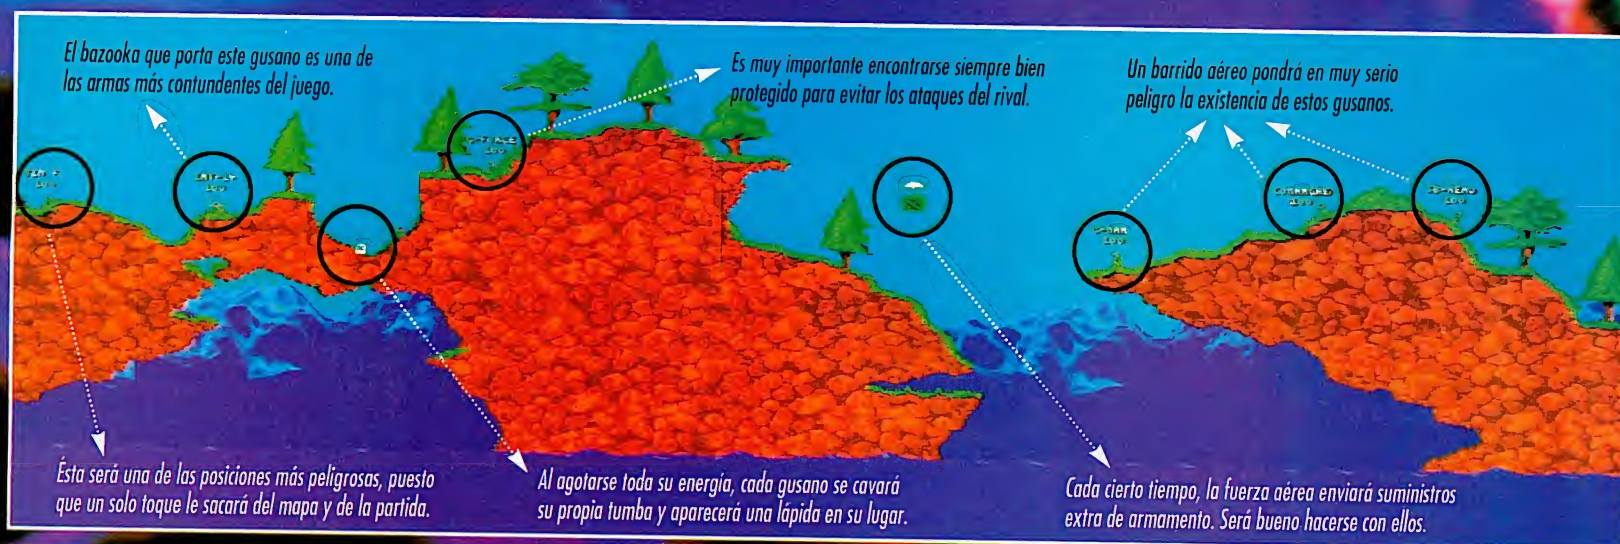 El bazooka que porta este gusano es una de
las armas más contundentes del juego.
Es muy importante encontrarse siempre bien
protegido para evitar los ataques del rival.
Un barrido aéreo pondrá en muy serio
peligro la existencia de estos gusanos.
100
100
100
100
100
Ésta será una de las posiciones más peligrosas, puesto
que un solo toque le sacará del mapa y de la partida.
Al agotarse toda su energía, cada gusano se cavará
su propia tumba y aparecerá una lápida en su lugar.
Cada cierto tiempo, la fuerza aérea enviará suministros
extra de armamento. Será bueno hacerse con ellos.